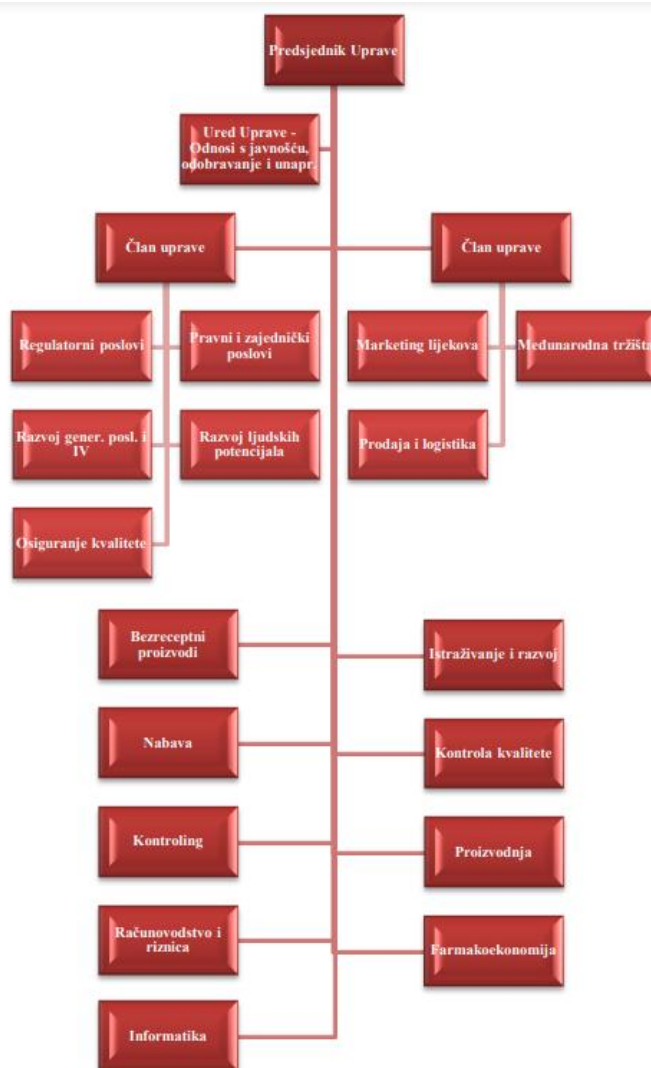 Predsjednik Uprave
Ured Uprave -
Odnosi s javnošću,
odobravanje i unapr.
Član uprave
Član uprave
Regulatorni poslovi
Pravni i zajednički
poslovi
Marketing lijekova
Međunarodna tržišta
Razvoj gener. posl. i
IV
Razvoj ljudskih
potencijala
Prodaja i logistika
Osiguranje kvalitete
Bezreceptni
proizvodi
Istraživanje i razvoj
Nabava
Kontrola kvalitete
Kontroling
Proizvodnja
Računovodstvo i
riznica
Farmakoekonomija
Informatika